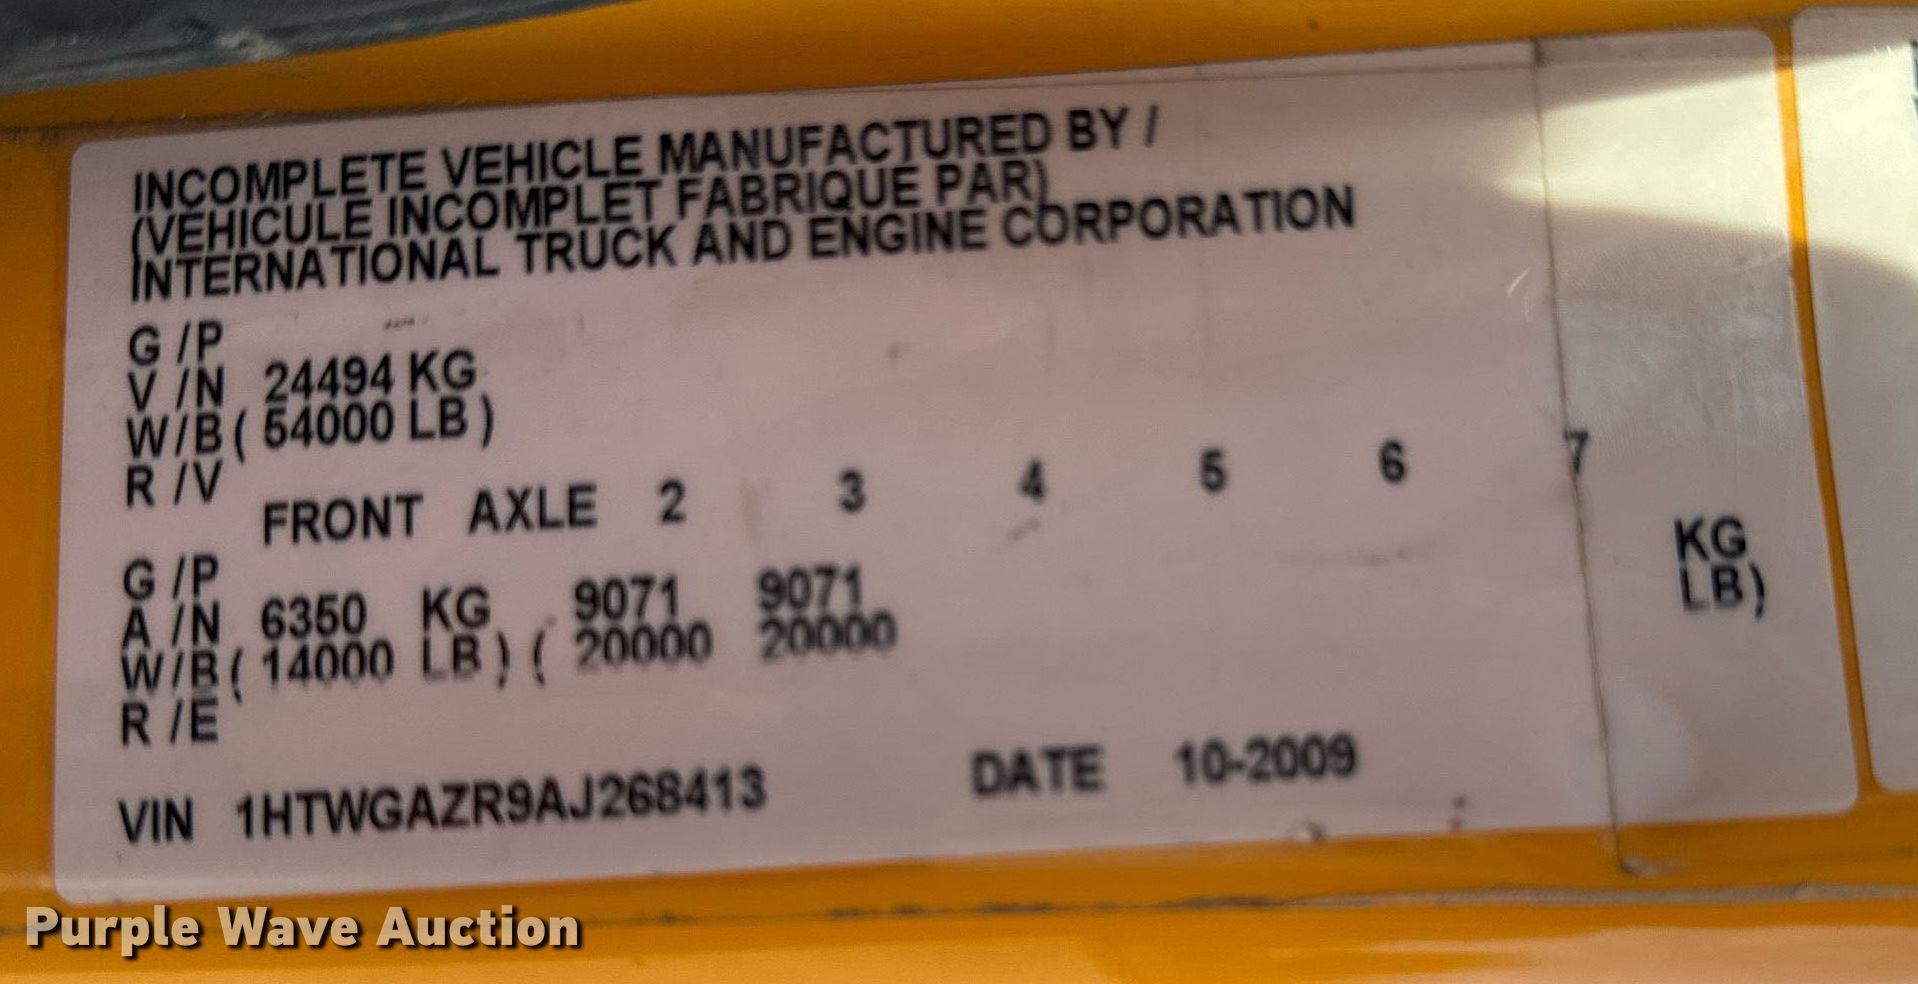 INCOMPLETE VEHICLE MANUFACTURED BY /
(VEHICULE INCOMPLET FABRIQUE PAR)
INTERNATIONAL TRUCK AND ENGINE CORPORATION
G /P
V /N 24494 KG
W/B ( 54000 LB )
R /V
FRONT AXLE 2 3 4 5 6 7
G /P
A /N 6350 KG 9071 9071 KG
W/B ( 14000 LB ) ( 20000 20000 LB)
R /E
VIN 1HTWGAZR9AJ268413 DATE 10-2009
Purple Wave Auction